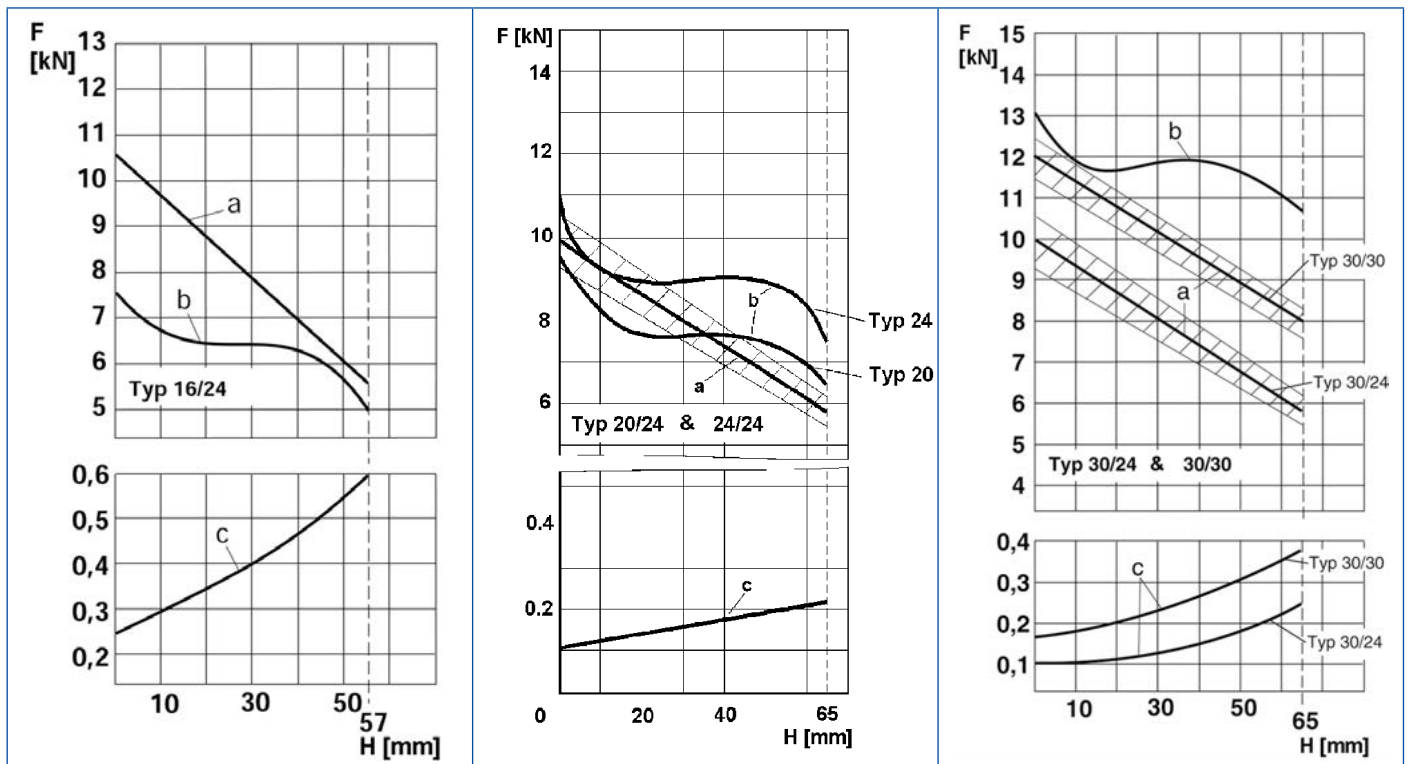 F
[kN]
13
12
11
10
9
8
7
6
5
a
b
Typ 16/24
0,6
0,5
0,4
0,3
0,2
c
10 30 50
57
H [mm]
F [kN]
14
12
10
8
6
b
a
Typ 24
Typ 20
Typ 20/24 & 24/24
0.4
0.2
c
0 20 40 65
H [mm]
F
[kN]
15
14
13
12
11
10
9
8
7
6
5
4
b
a
Typ 30/30
Typ 30/24
Typ 30/24 & 30/30
0,4
0,3
0,2
0,1
c
Typ 30/30
Typ 30/24
10 30 50
65
H [mm]